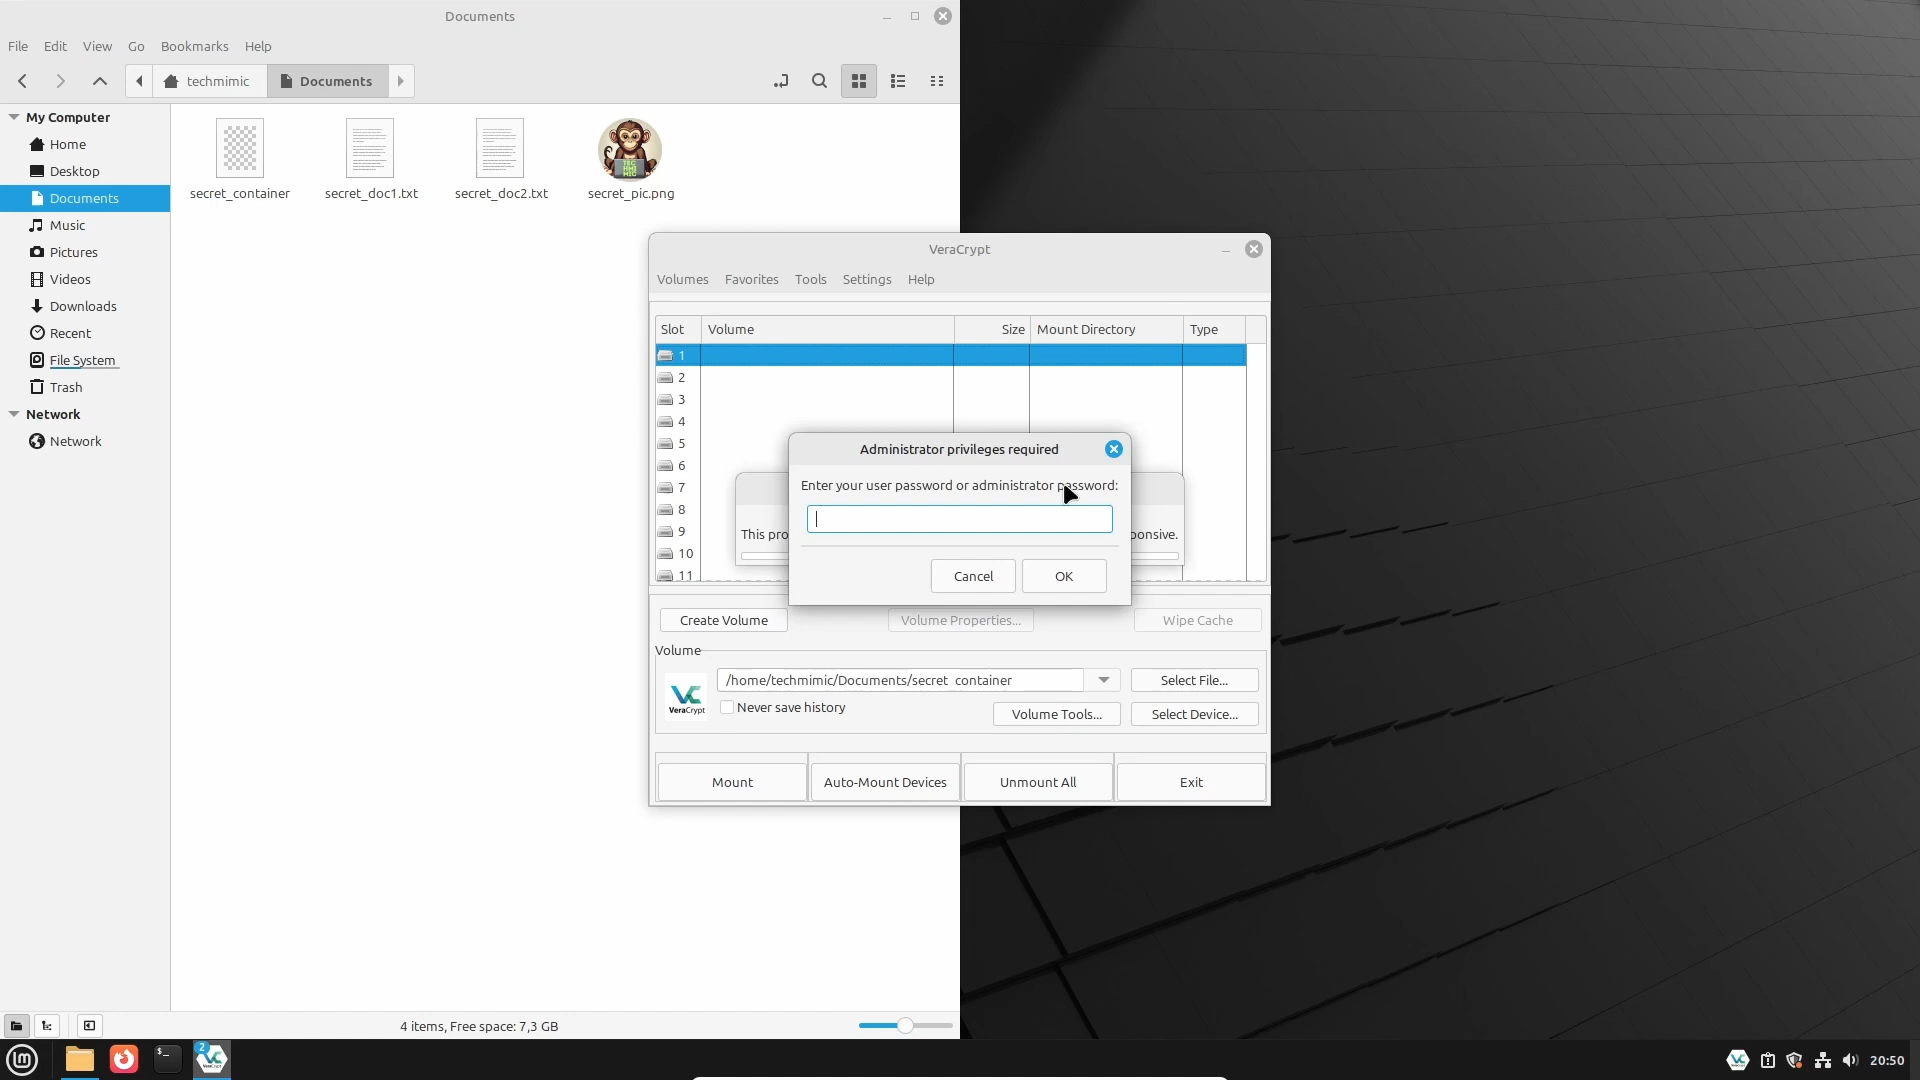 Documents
File Edit View Go Bookmarks Help
techmimic Documents
My Computer
Home
Desktop
Documents
Music
Pictures
Videos
Downloads
Recent
File System
Trash
Network
Network
secret_container secret_doc1.txt secret_doc2.txt secret_pic.png
4 items, Free space: 7,3 GB
VeraCrypt
Volumes Favorites Tools Settings Help
Slot Volume Size Mount Directory Type
1
2
3
4
5
6
7
8
9
10
11
This pro
onsive.
Administrator privileges required
Enter your user password or administrator password:
Cancel OK
Create Volume Volume Properties... Wipe Cache
Volume
VeraCrypt
/home/techmimic/Documents/secret_container Select File...
Never save history Volume Tools... Select Device...
Mount Auto-Mount Devices Unmount All Exit
2
VeraCrypt
20:50